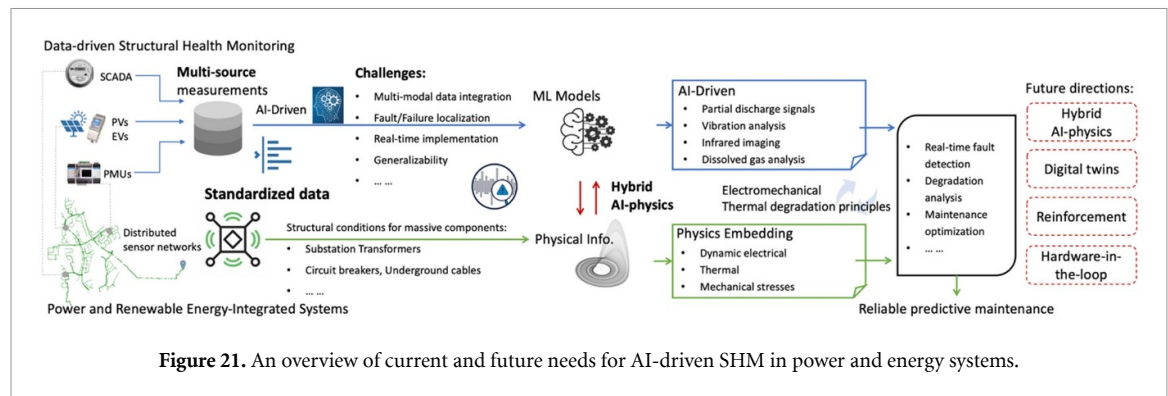 Data-driven Structural Health Monitoring
SCADA
PVs
EVs
PMUs
Multi-source
measurements
AI-Driven
Challenges:
• Multi-modal data integration
• Fault/Failure localization
• Real-time implementation
• Generalizability
• ... ...
ML Models
AI-Driven
• Partial discharge signals
• Vibration analysis
• Infrared imaging
• Dissolved gas analysis
Hybrid
AI-physics
Electromechanical
Thermal degradation principles
Standardized data
Distributed
sensor networks
Structural conditions for massive components:
• Substation Transformers
• Circuit breakers, Underground cables
• ... ...
Physical Info.
Physics Embedding
• Dynamic electrical
• Thermal
• Mechanical stresses
• Real-time fault
detection
• Degradation
analysis
• Maintenance
optimization
• ... ...
Reliable predictive maintenance
Future directions:
Hybrid
AI-physics
Digital twins
Reinforcement
Hardware-in-
the-loop
Power and Renewable Energy-Integrated Systems
Figure 21. An overview of current and future needs for AI-driven SHM in power and energy systems.